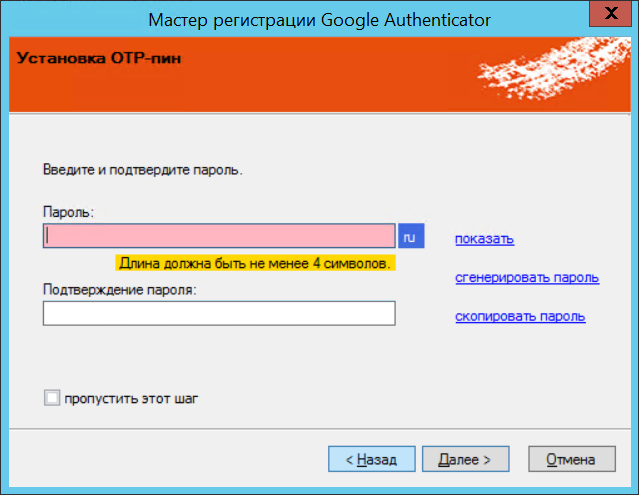 Мастер регистрации Google Authenticator
x
Установка OTP-пин
Введите и подтвердите пароль.
Пароль:
ru
показать
Длина должна быть не менее 4 символов.
сгенерировать пароль
Подтверждение пароля:
скопировать пароль
пропустить этот шаг
< Назад Далее > Отмена